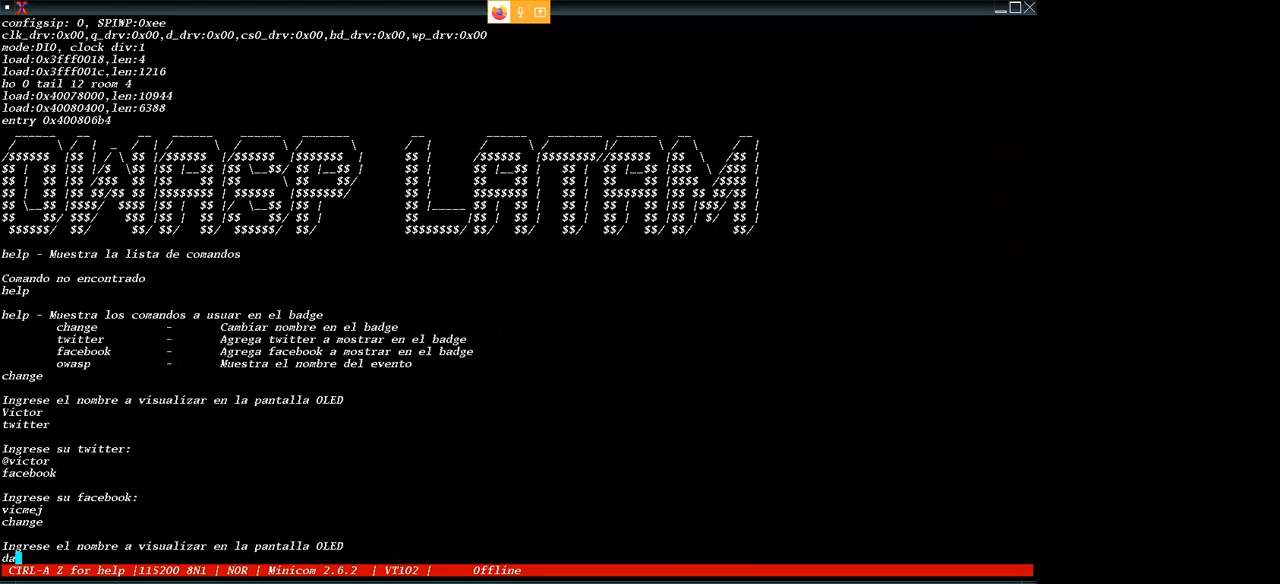 configsip: 0, SPIWP:0xee
clk_drv:0x00,q_drv:0x00,d_drv:0x00,cs0_drv:0x00,hd_drv:0x00,wp_drv:0x00
mode:DIO, clock div:1
load:0x3fff0018,len:4
load:0x3fff001c,len:1216
ho 0 tail 12 room 4
load:0x40078000,len:10944
load:0x40080400,len:6388
entry 0x400806b4
OWASP LATAM
help - Muestra la lista de comandos
Comando no encontrado
help
help - Muestra los comandos a usuar en el badge
change - Cambiar nombre en el badge
twitter - Agrega twitter a mostrar en el badge
facebook - Agrega facebook a mostrar en el badge
owasp - Muestra el nombre del evento
change
Ingrese el nombre a visualizar en la pantalla OLED
Victor
twitter
Ingrese su twitter:
@victor
facebook
Ingrese su facebook:
vicmej
change
Ingrese el nombre a visualizar en la pantalla OLED
da
CTRL-A Z for help |115200 8N1 | NOR | Minicom 2.6.2 | VT102 | Offline